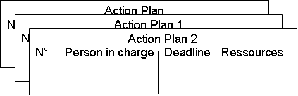 Action Plan
N
Action Plan 1
N
Action Plan 2
N° Person in charge Deadline Ressources